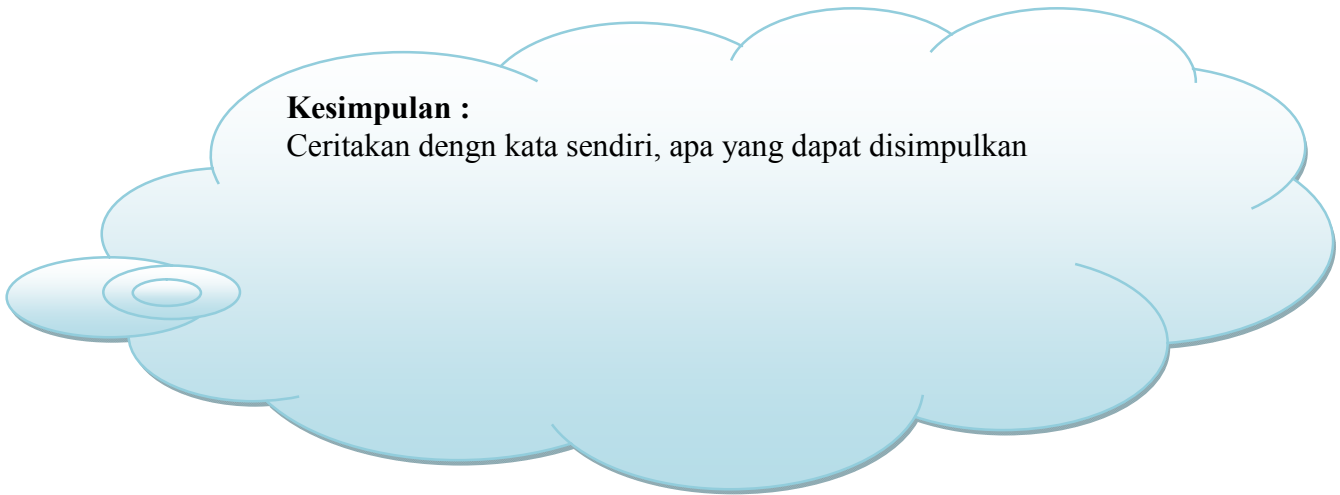 Kesimpulan :
Ceritakan dengn kata sendiri, apa yang dapat disimpulkan